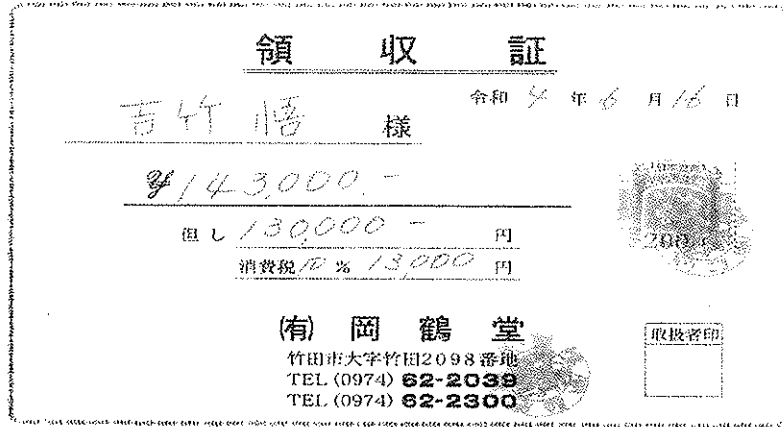 領収証
令和 4 年 6 月 16 日
吉竹 悟 様
¥143,000.-
但し 130,000 - 円
消費税 10 % 13,000 円
(有) 岡鶴堂
竹田市大字竹田2098番地
TEL (0974) 62-2039
TEL (0974) 62-2300
取扱者印
200